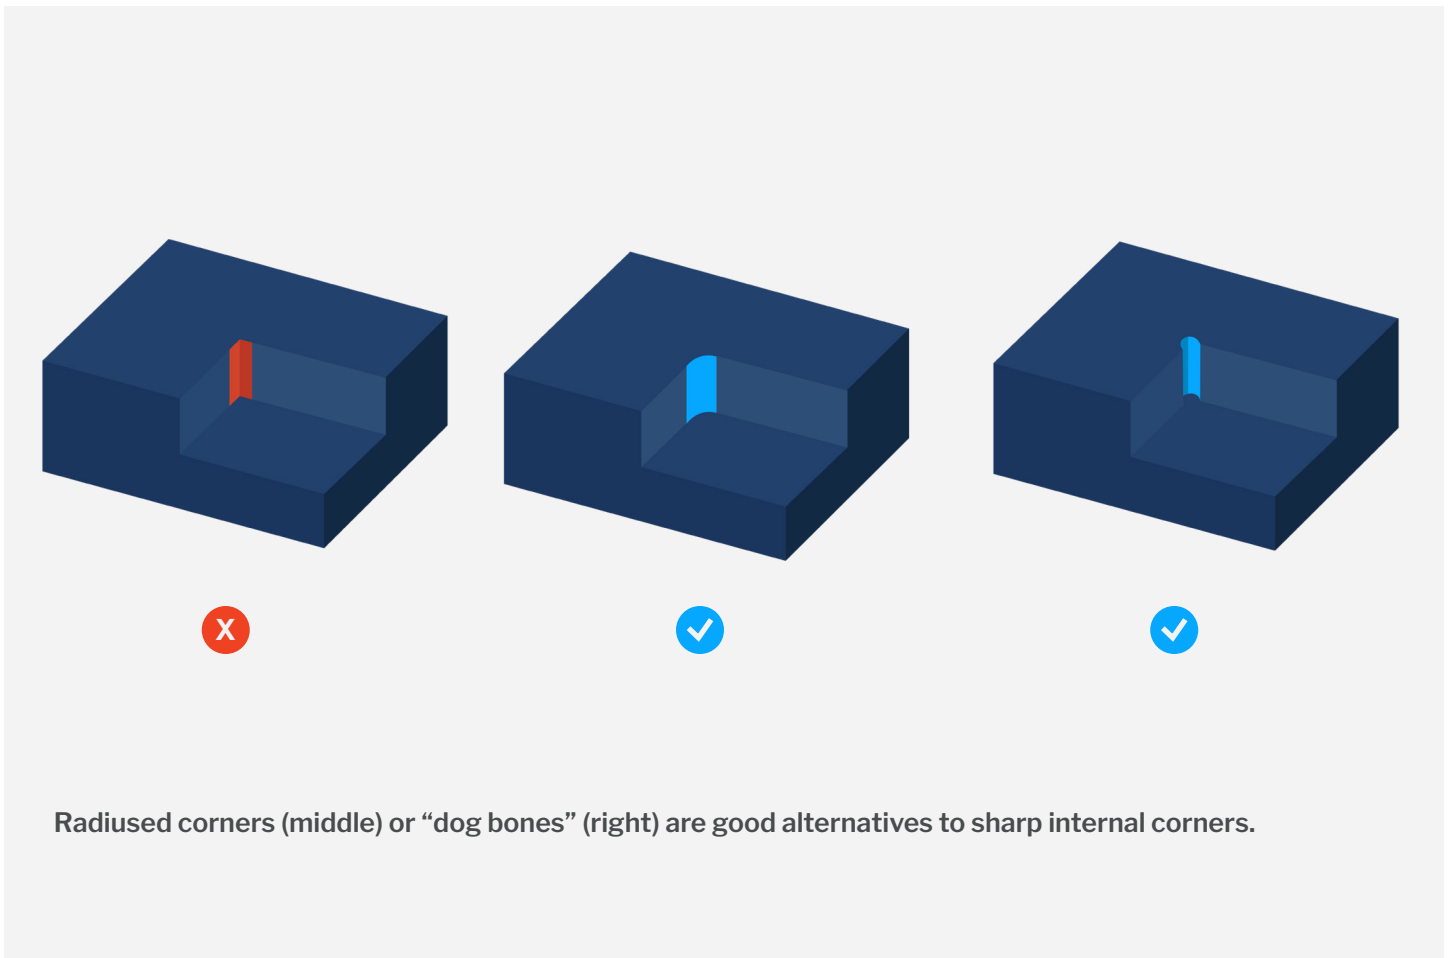 X
Radiused corners (middle) or “dog bones” (right) are good alternatives to sharp internal corners.